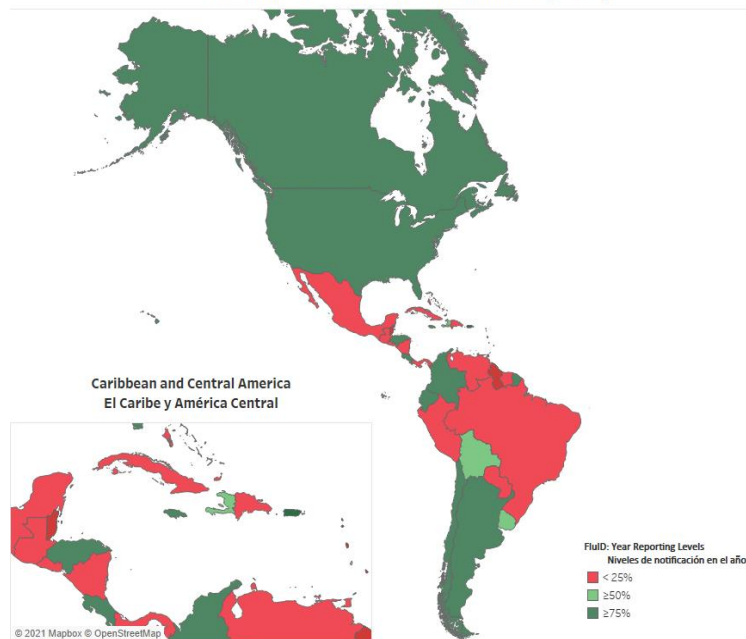 Caribbean and Central America
El Caribe y América Central
© 2021 Mapbox © OpenStreetMap
FluID: Year Reporting Levels
Niveles de notificación en el año
< 25%
≥50%
≥75%